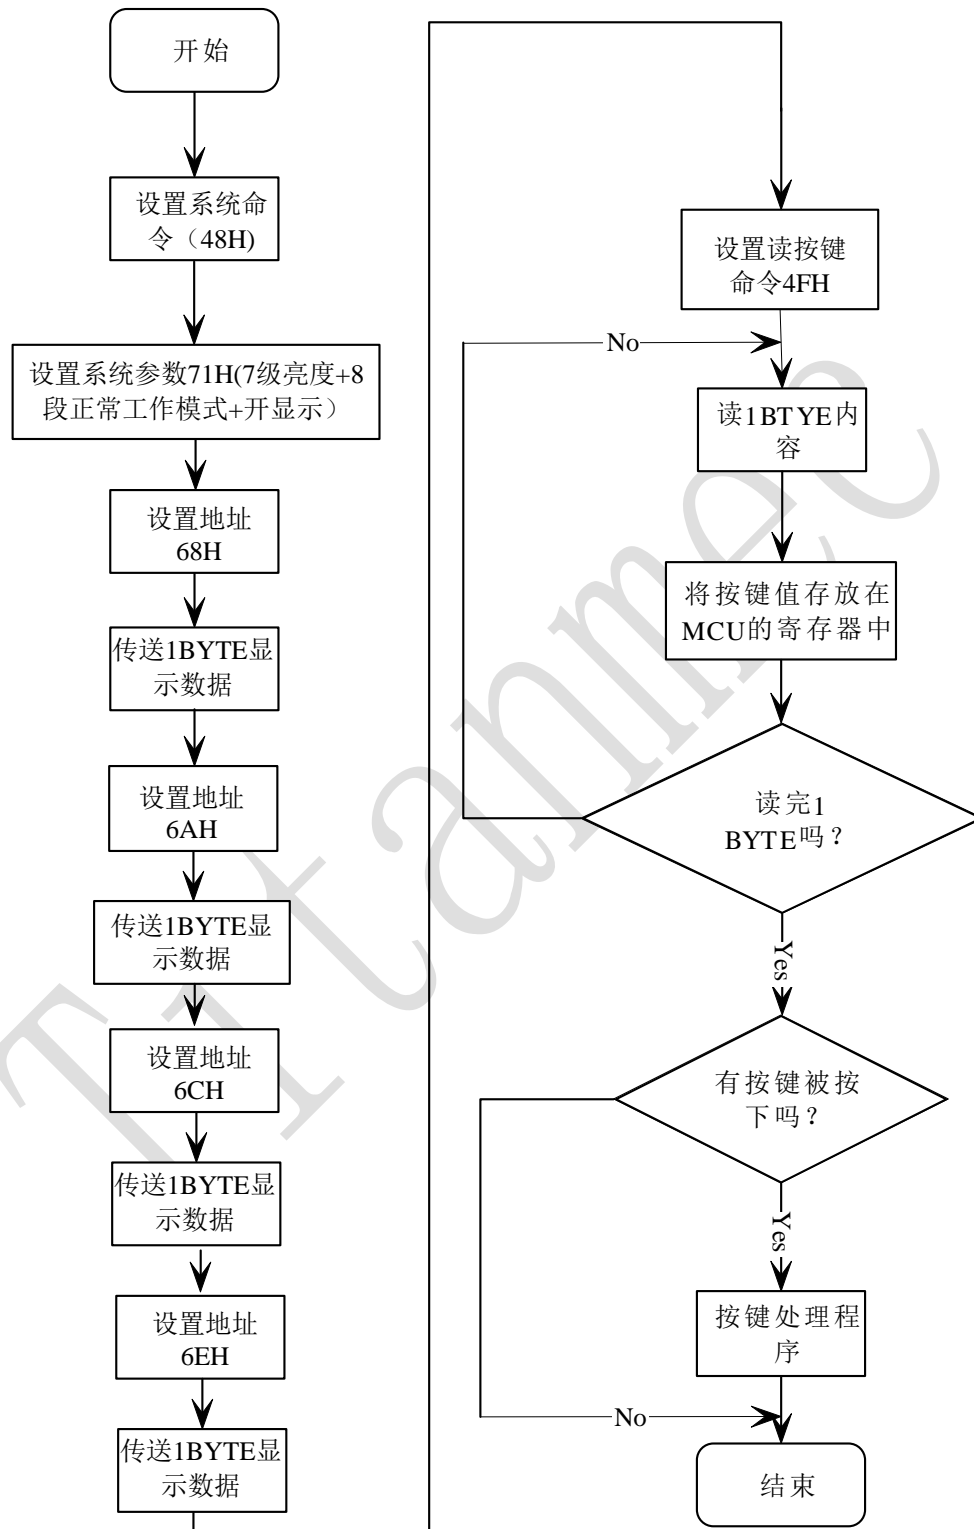 开始
设置系统命
令（48H)
设置系统参数71H(7级亮度+8
段正常工作模式+开显示）
设置地址
68H
传送1BYTE显
示数据
设置地址
6AH
传送1BYTE显
示数据
设置地址
6CH
传送1BYTE显
示数据
设置地址
6EH
传送1BYTE显
示数据
设置读按键
命令4FH
No
读1BTYE内
容
将按键值存放在
MCU的寄存器中
读完1
BYTE吗？
Yes
有按键被按
下吗？
Yes
按键处理程
序
No
结束
Titanmec